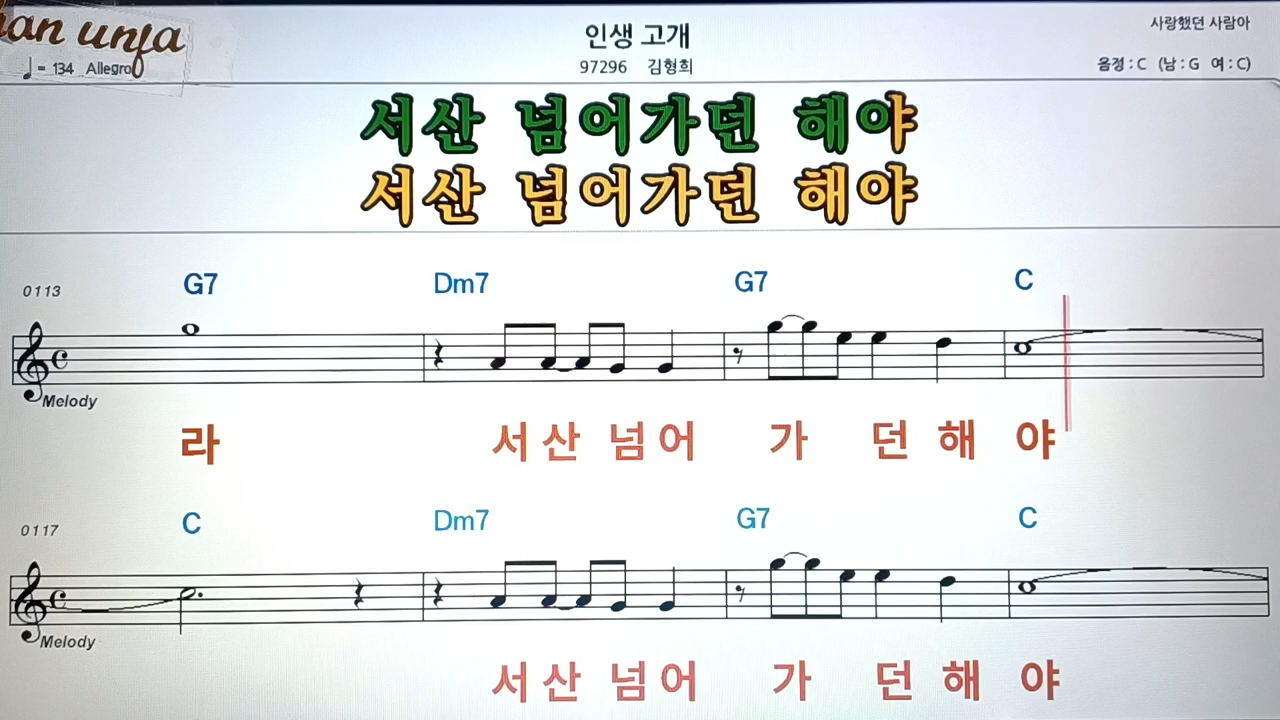 an unja
인생 고개
사랑했던 사람아
♩= 134 Allegro
97296 김형희
음정 : C (남 : G 여 : C)
서산 넘어가던 해야
서산 넘어가던 해야
0113 G7 Dm7 G7 C
Melody
라 서 산 넘 어 가 던 해 야
0117 C Dm7 G7 C
Melody
서 산 넘 어 가 던 해 야